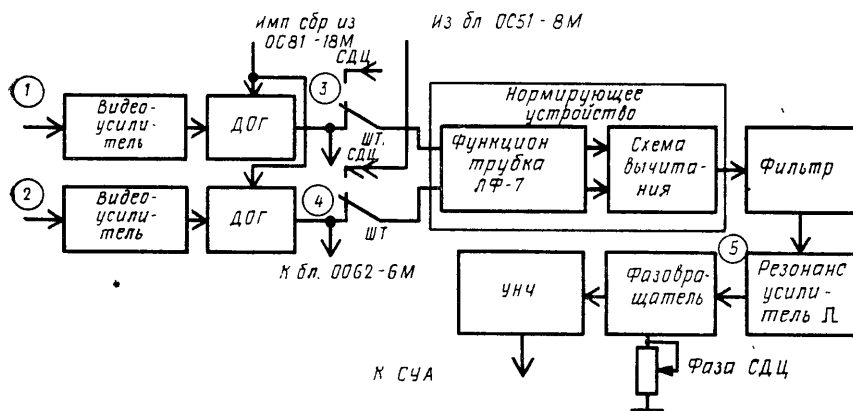 Имп сбр из
ОС81-18М
Из бл ОС51-8М
СДЦ
1
3
Видео-
усили-
тель
ДОГ
ШТ.
СДЦ
Нормирующее
устройство
Функцион
трубка
ЛФ-7
Схема
вычита-
ния
Фильтр
2
4
Видео-
усили-
тель
ДОГ
ШТ
К бл. ОО62-6М
5
УНЧ
Фазовра-
щатель
Резонанс
усили-
тель П
К СУА
Фаза СДЦ